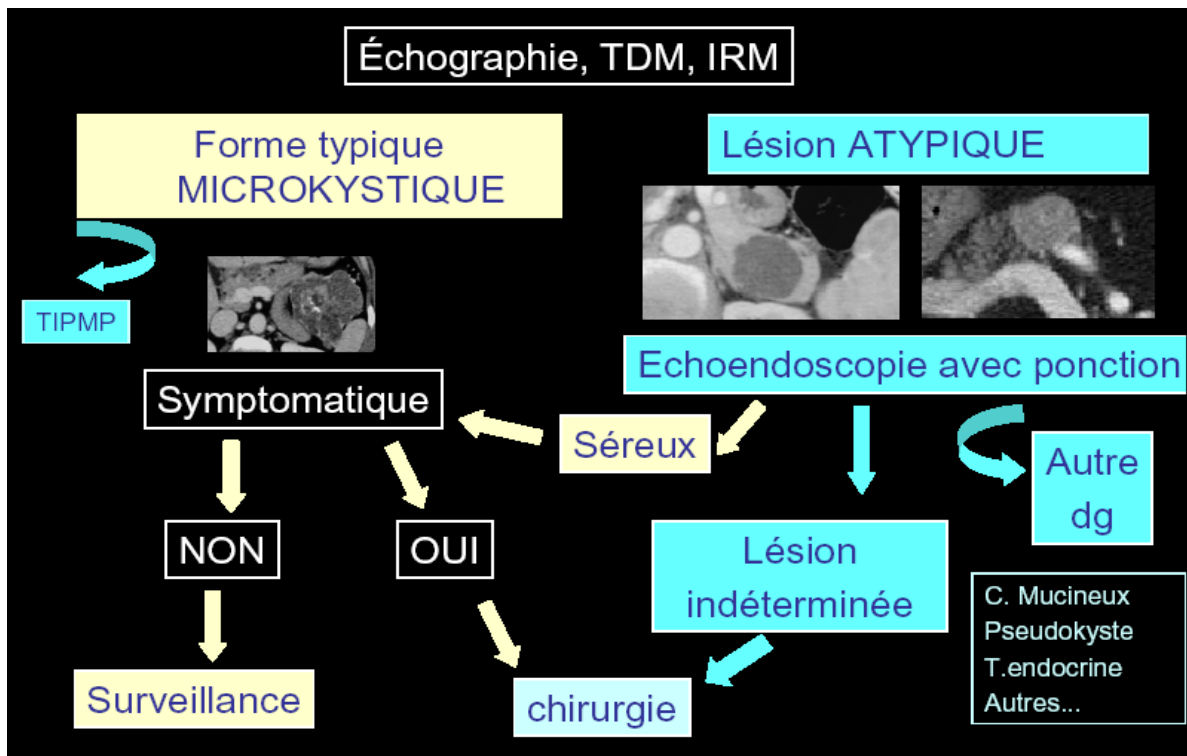 Échographie, TDM, IRM
Forme typique
MICROKYSTIQUE
Lésion ATYPIQUE
TIPMP
Echoendoscopie avec ponction
Symptomatique
Séreux
Autre
dg
NON
OUI
Lésion
indéterminée
C. Mucineux
Pseudokyste
T.endocrine
Autres...
Surveillance
chirurgie